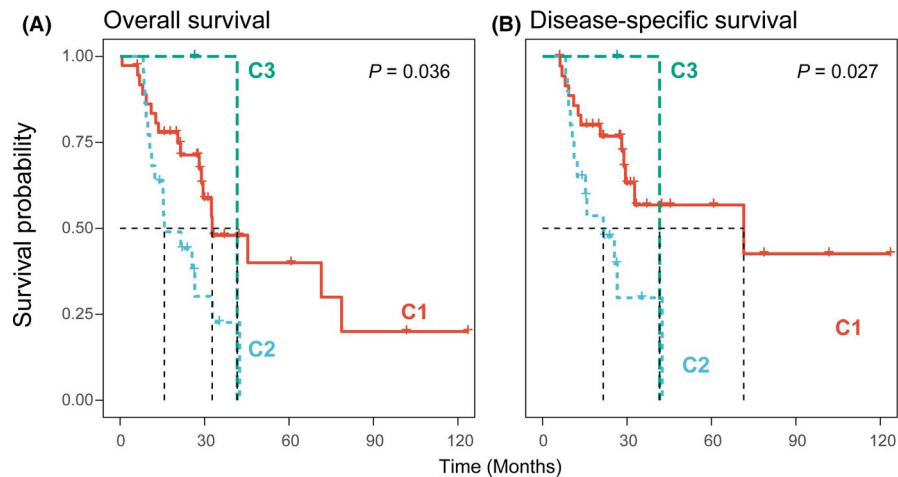 (A) Overall survival
(B) Disease-specific survival
Survival probability
1.00
0.75
0.50
0.25
0.00
C3
P = 0.036
C1
C2
0 30 60 90 120
C3
P = 0.027
C1
C2
0 30 60 90 120
Time (Months)